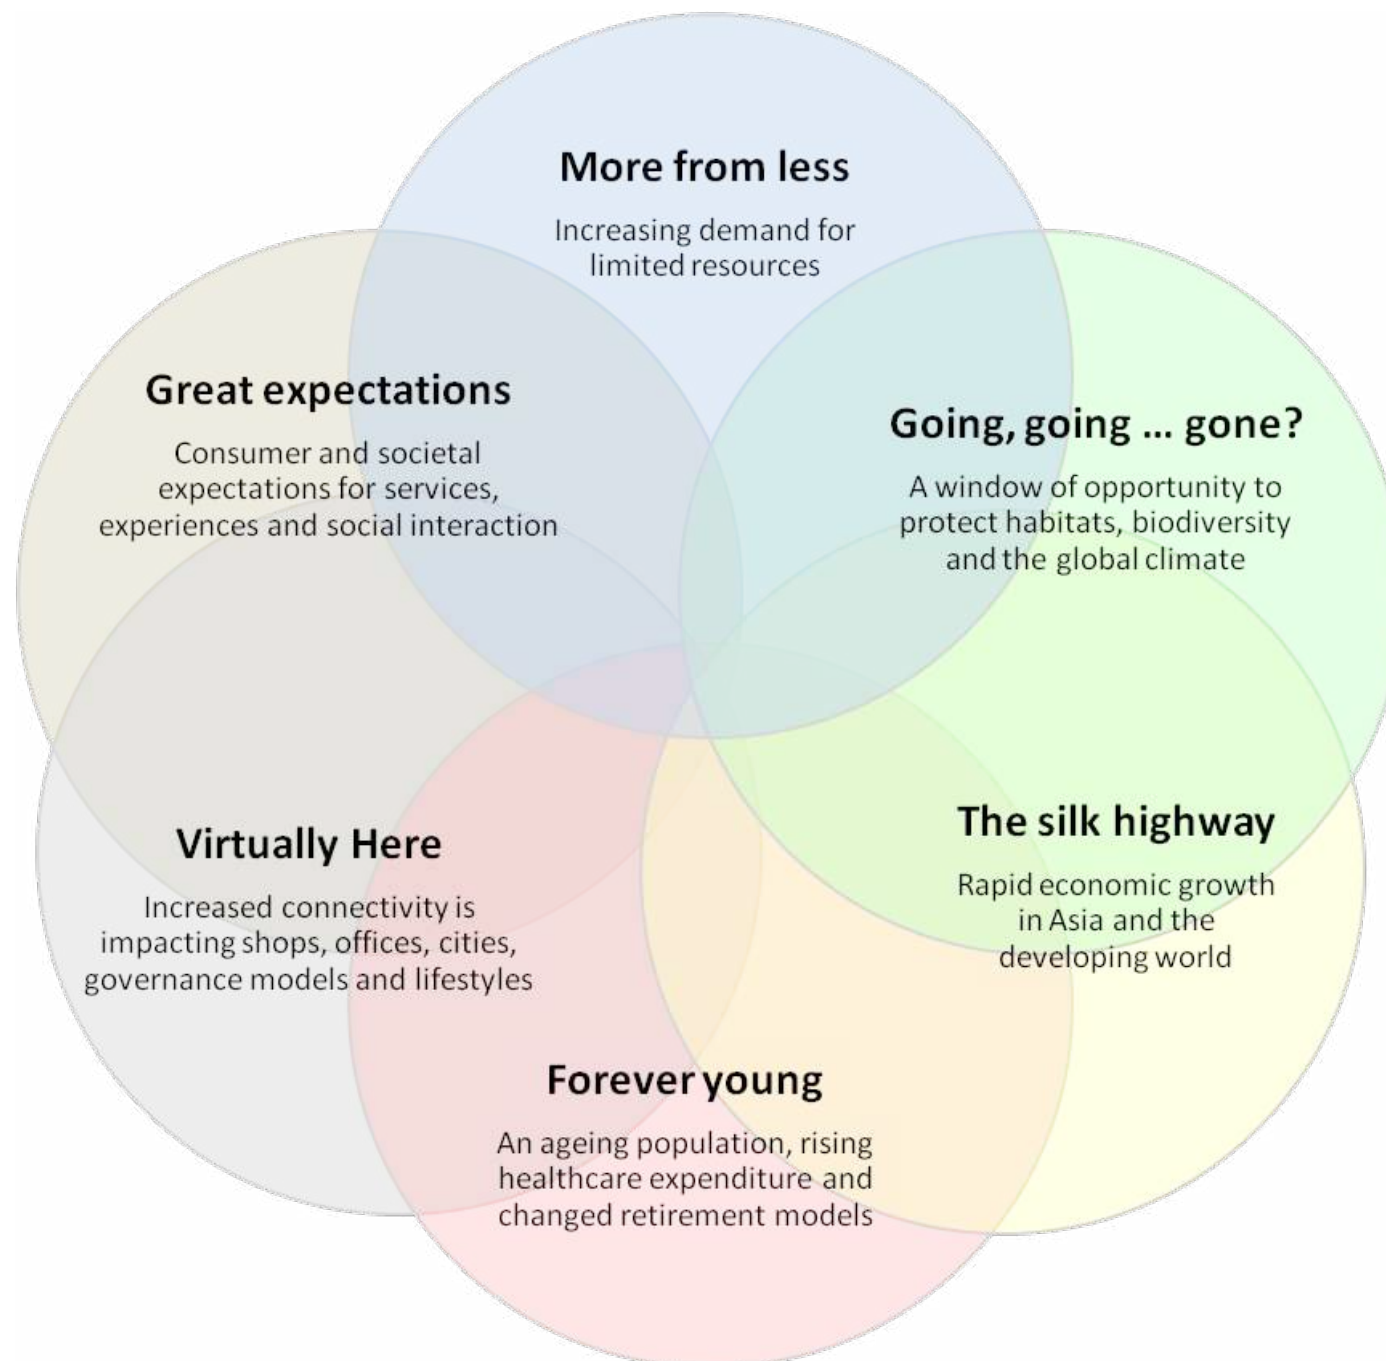 More from less
Increasing demand for
limited resources
Great expectations
Consumer and societal
expectations for services,
experiences and social interaction
Going, going ... gone?
A window of opportunity to
protect habitats, biodiversity
and the global climate
Virtually Here
Increased connectivity is
impacting shops, offices, cities,
governance models and lifestyles
The silk highway
Rapid economic growth
in Asia and the
developing world
Forever young
An ageing population, rising
healthcare expenditure and
changed retirement models